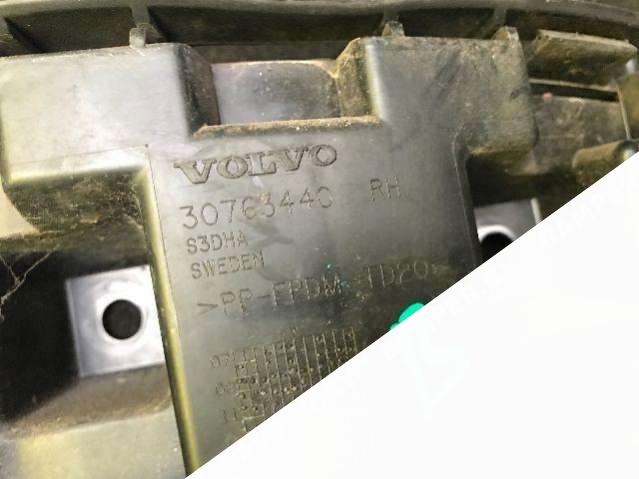 VOLVO
30763440 RH
S3DHA
SWEDEN
>PP-EPDM-TD20<